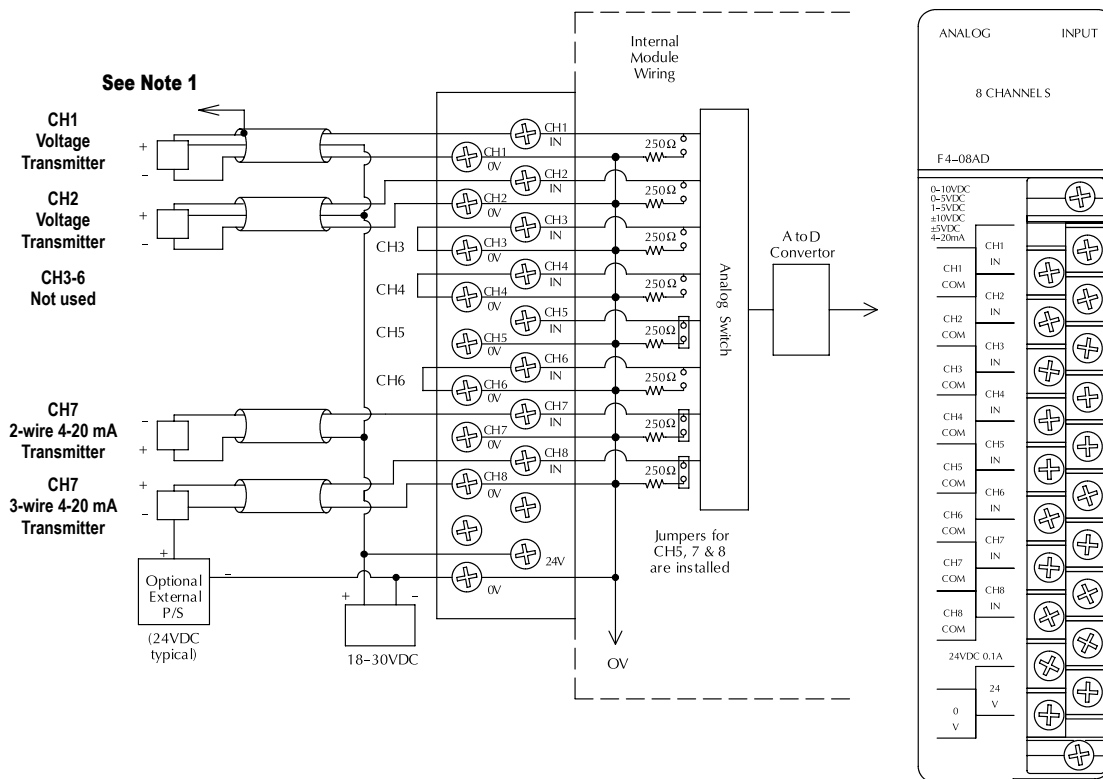 See Note 1
CH1
Voltage
Transmitter
+
−
CH2
Voltage
Transmitter
+
−
CH3-6
Not used
CH7
2-wire 4-20 mA
Transmitter
−
+
CH7
3-wire 4-20 mA
Transmitter
+
−
+
−
Optional
External
P/S
(24VDC
typical)
+
−
18–30VDC
CH3
CH4
CH5
CH6
CH1
IN
CH1
0V
CH2
IN
CH2
0V
CH3
IN
CH3
0V
CH4
IN
CH4
0V
CH5
IN
CH5
0V
CH6
IN
CH6
0V
CH7
IN
CH7
0V
CH8
IN
CH8
0V
24V
0V
Internal
Module
Wiring
250Ω
250Ω
250Ω
250Ω
250Ω
250Ω
250Ω
250Ω
Analog Switch
Jumpers for
CH5, 7 & 8
are installed
0V
A to D
Convertor
ANALOG INPUT
8 CHANNELS
F4–08AD
0–10VDC
0–5VDC
1–5VDC
±10VDC
±5VDC
4–20mA
CH1
IN
CH1
COM
CH2
IN
CH2
COM
CH3
IN
CH3
COM
CH4
IN
CH4
COM
CH5
IN
CH5
COM
CH6
IN
CH6
COM
CH7
IN
CH7
COM
CH8
IN
CH8
COM
24VDC 0.1A
24
V
0
V